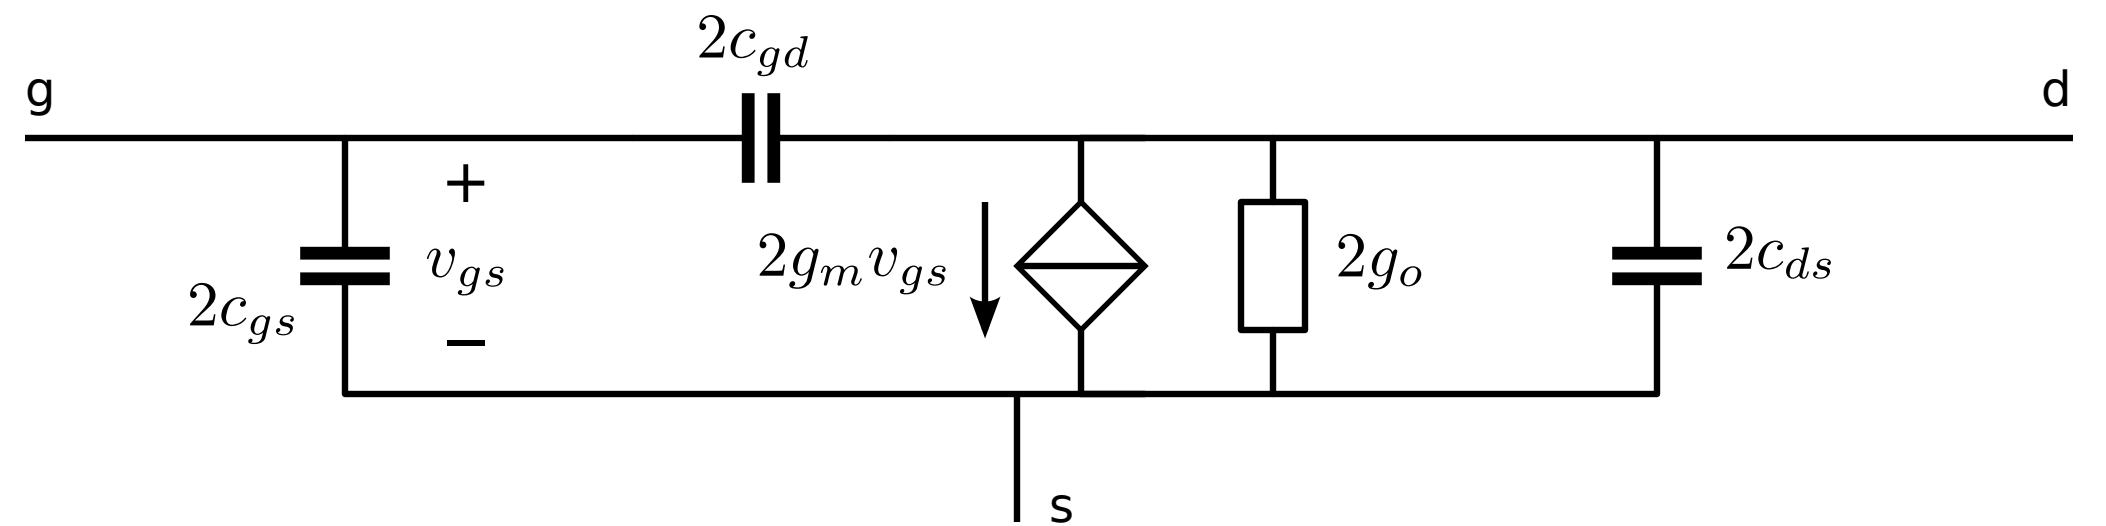 2c_{gd}
g
d
+
v_{gs}
2g_m v_{gs}
2g_o
2c_{ds}
2c_{gs}
−
s